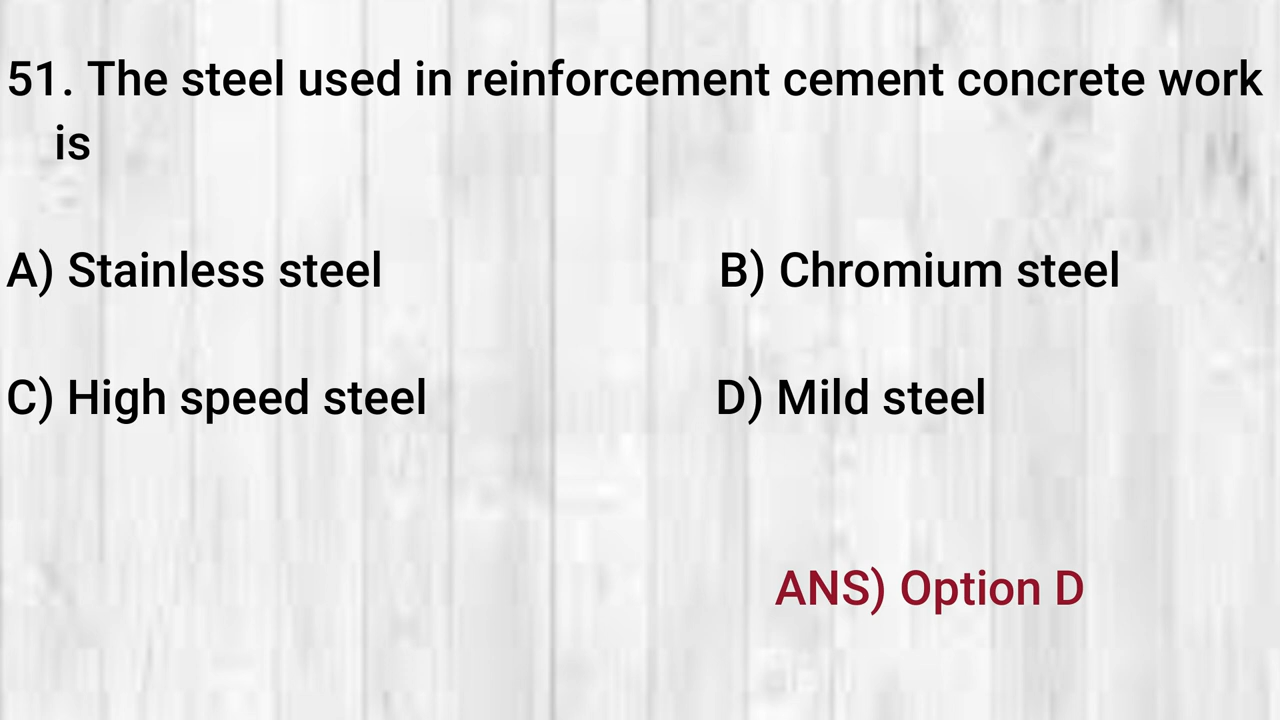 51. The steel used in reinforcement cement concrete work
is
A) Stainless steel B) Chromium steel
C) High speed steel D) Mild steel
ANS) Option D